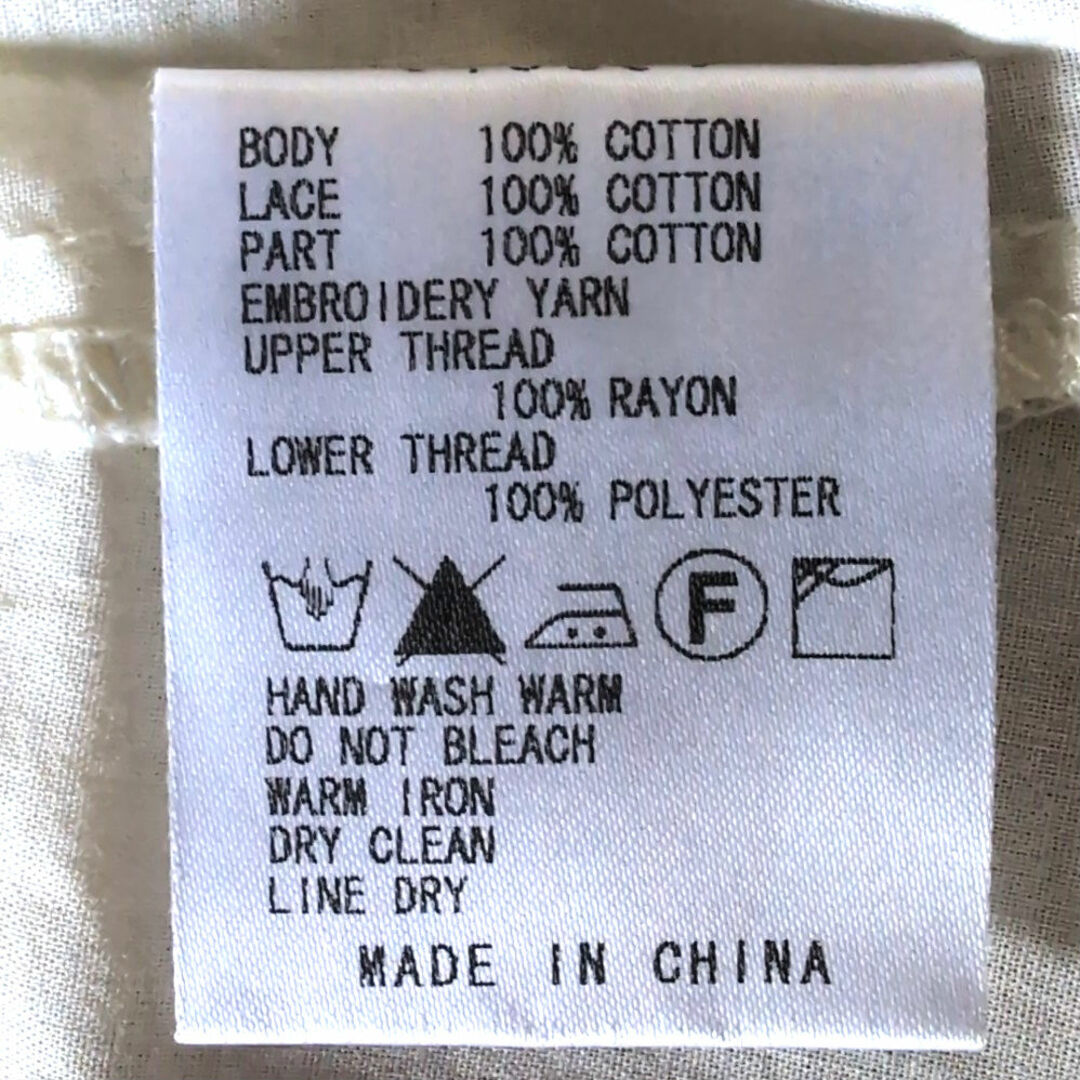 BODY 100% COTTON
LACE 100% COTTON
PART 100% COTTON
EMBROIDERY YARN
UPPER THREAD
100% RAYON
LOWER THREAD
100% POLYESTER
F
HAND WASH WARM
DO NOT BLEACH
WARM IRON
DRY CLEAN
LINE DRY
MADE IN CHINA